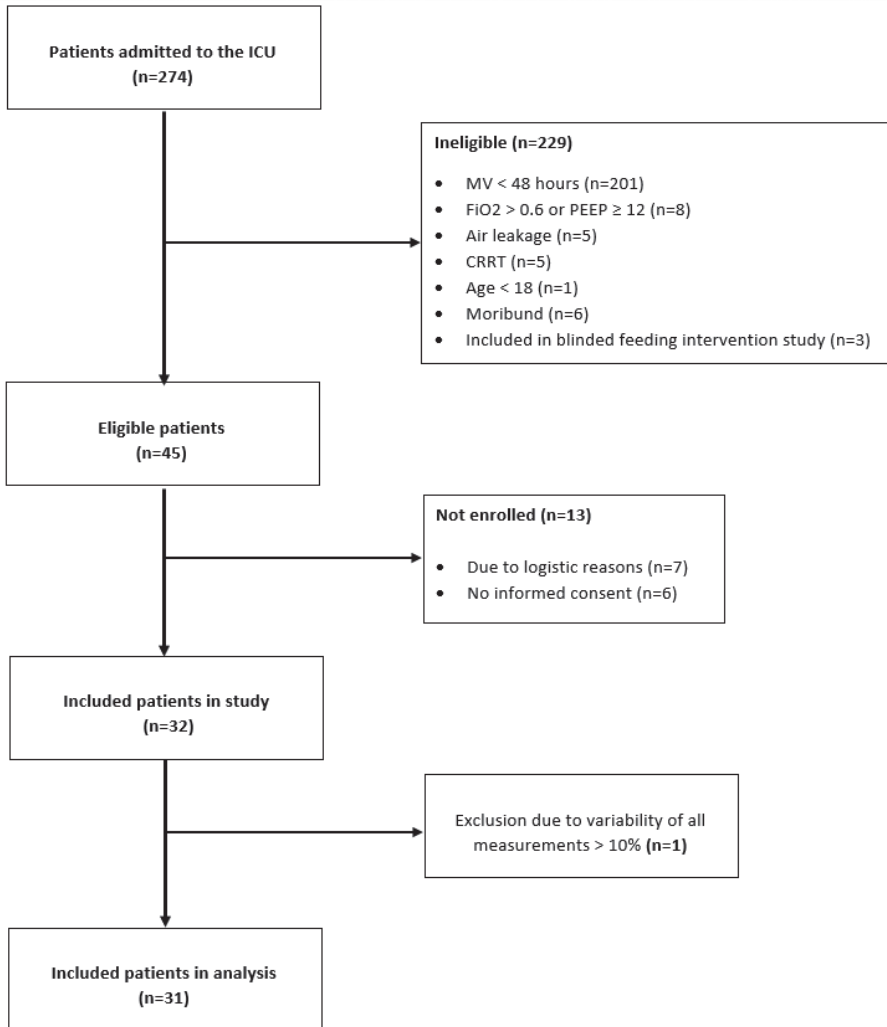 Patients admitted to the ICU
(n=274)
Ineligible (n=229)
• MV < 48 hours (n=201)
• FiO2 > 0.6 or PEEP ≥ 12 (n=8)
• Air leakage (n=5)
• CRRT (n=5)
• Age < 18 (n=1)
• Moribund (n=6)
• Included in blinded feeding intervention study (n=3)
Eligible patients
(n=45)
Not enrolled (n=13)
• Due to logistic reasons (n=7)
• No informed consent (n=6)
Included patients in study
(n=32)
Exclusion due to variability of all
measurements > 10% (n=1)
Included patients in analysis
(n=31)